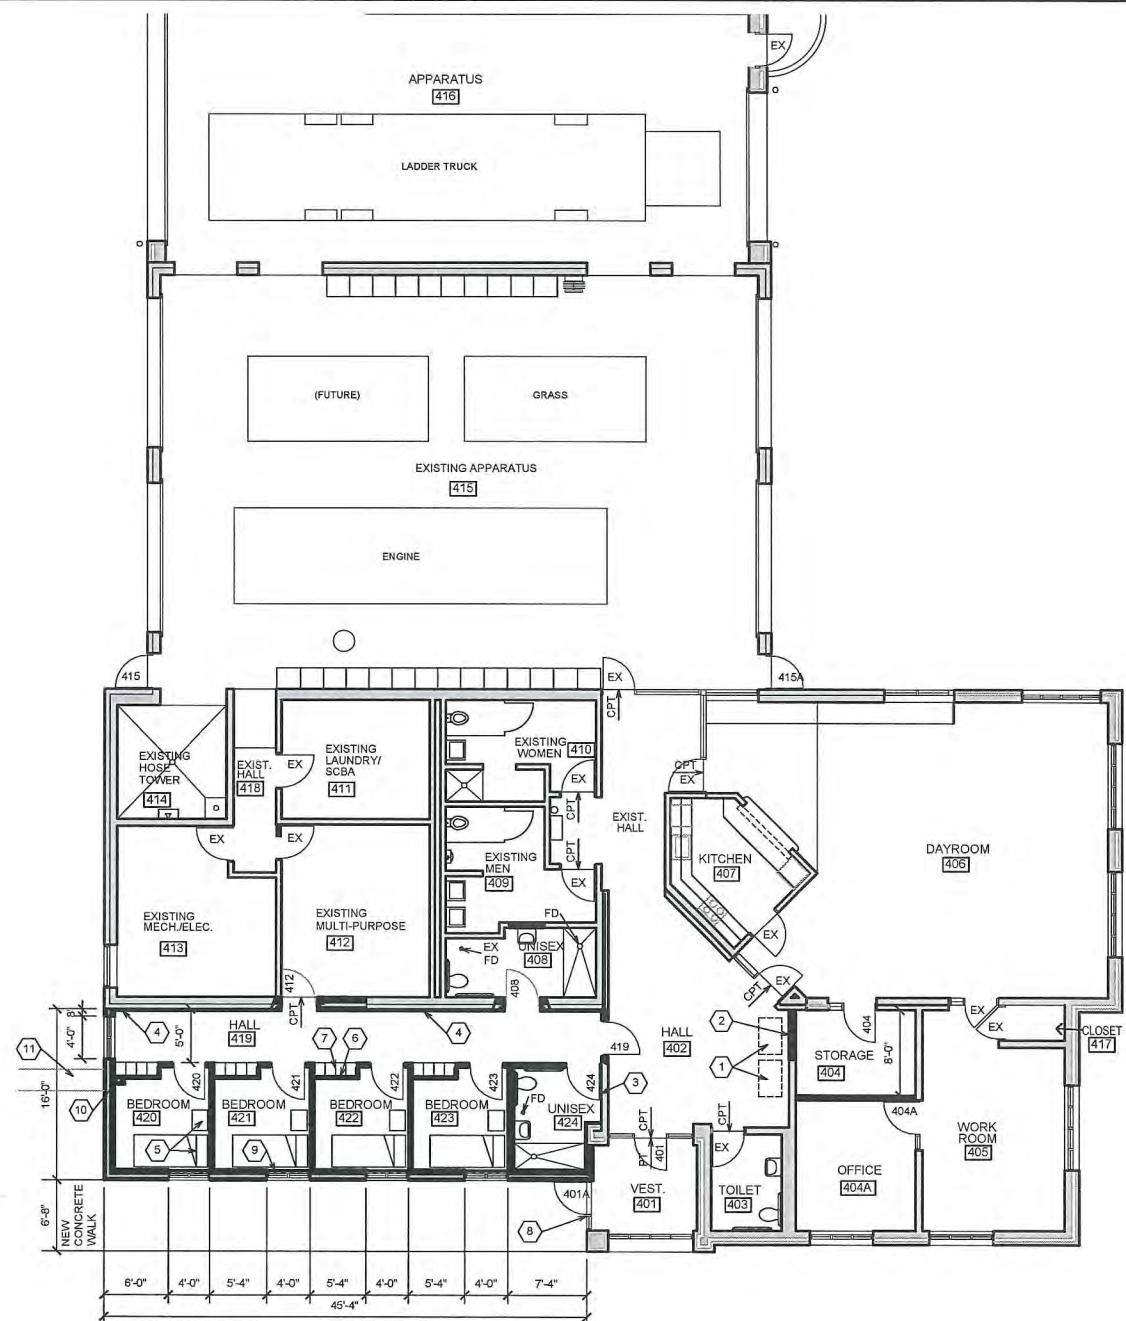 EX
APPARATUS
416
LADDER TRUCK
(FUTURE)
GRASS
EXISTING APPARATUS
415
ENGINE
415
EX
415A
CPT
EXISTING
HOSE
TOWER
414
EXIST.
HALL
418
EX
EXISTING
LAUNDRY/
SCBA
411
EXISTING
WOMEN
410
EX
CPT
EX
CPT
CPT
EXIST.
HALL
EX
EX
EXISTING
MEN
409
EX
KITCHEN
407
DAYROOM
406
EXISTING
MECH./ELEC.
413
EXISTING
MULTI-PURPOSE
412
FD
EX
FD
UNISEX
408
EX
EX
CPT
412
408
CPT
8"
4'-0"
16'-0"
11
4
5'-0"
HALL
419
4
7
6
419
HALL
402
2
1
404
STORAGE
404
8'-0"
EX
EX
CLOSET
417
10
420
421
422
423
424
3
BEDROOM
420
BEDROOM
421
BEDROOM
422
BEDROOM
423
FD
UNISEX
424
5
9
CPT
CPT
CPT
401
EX
404A
WORK
ROOM
405
OFFICE
404A
6'-8"
NEW
CONCRETE
WALK
401A
8
VEST.
401
TOILET
403
6'-0"
4'-0"
5'-4"
4'-0"
5'-4"
4'-0"
5'-4"
4'-0"
7'-4"
45'-4"